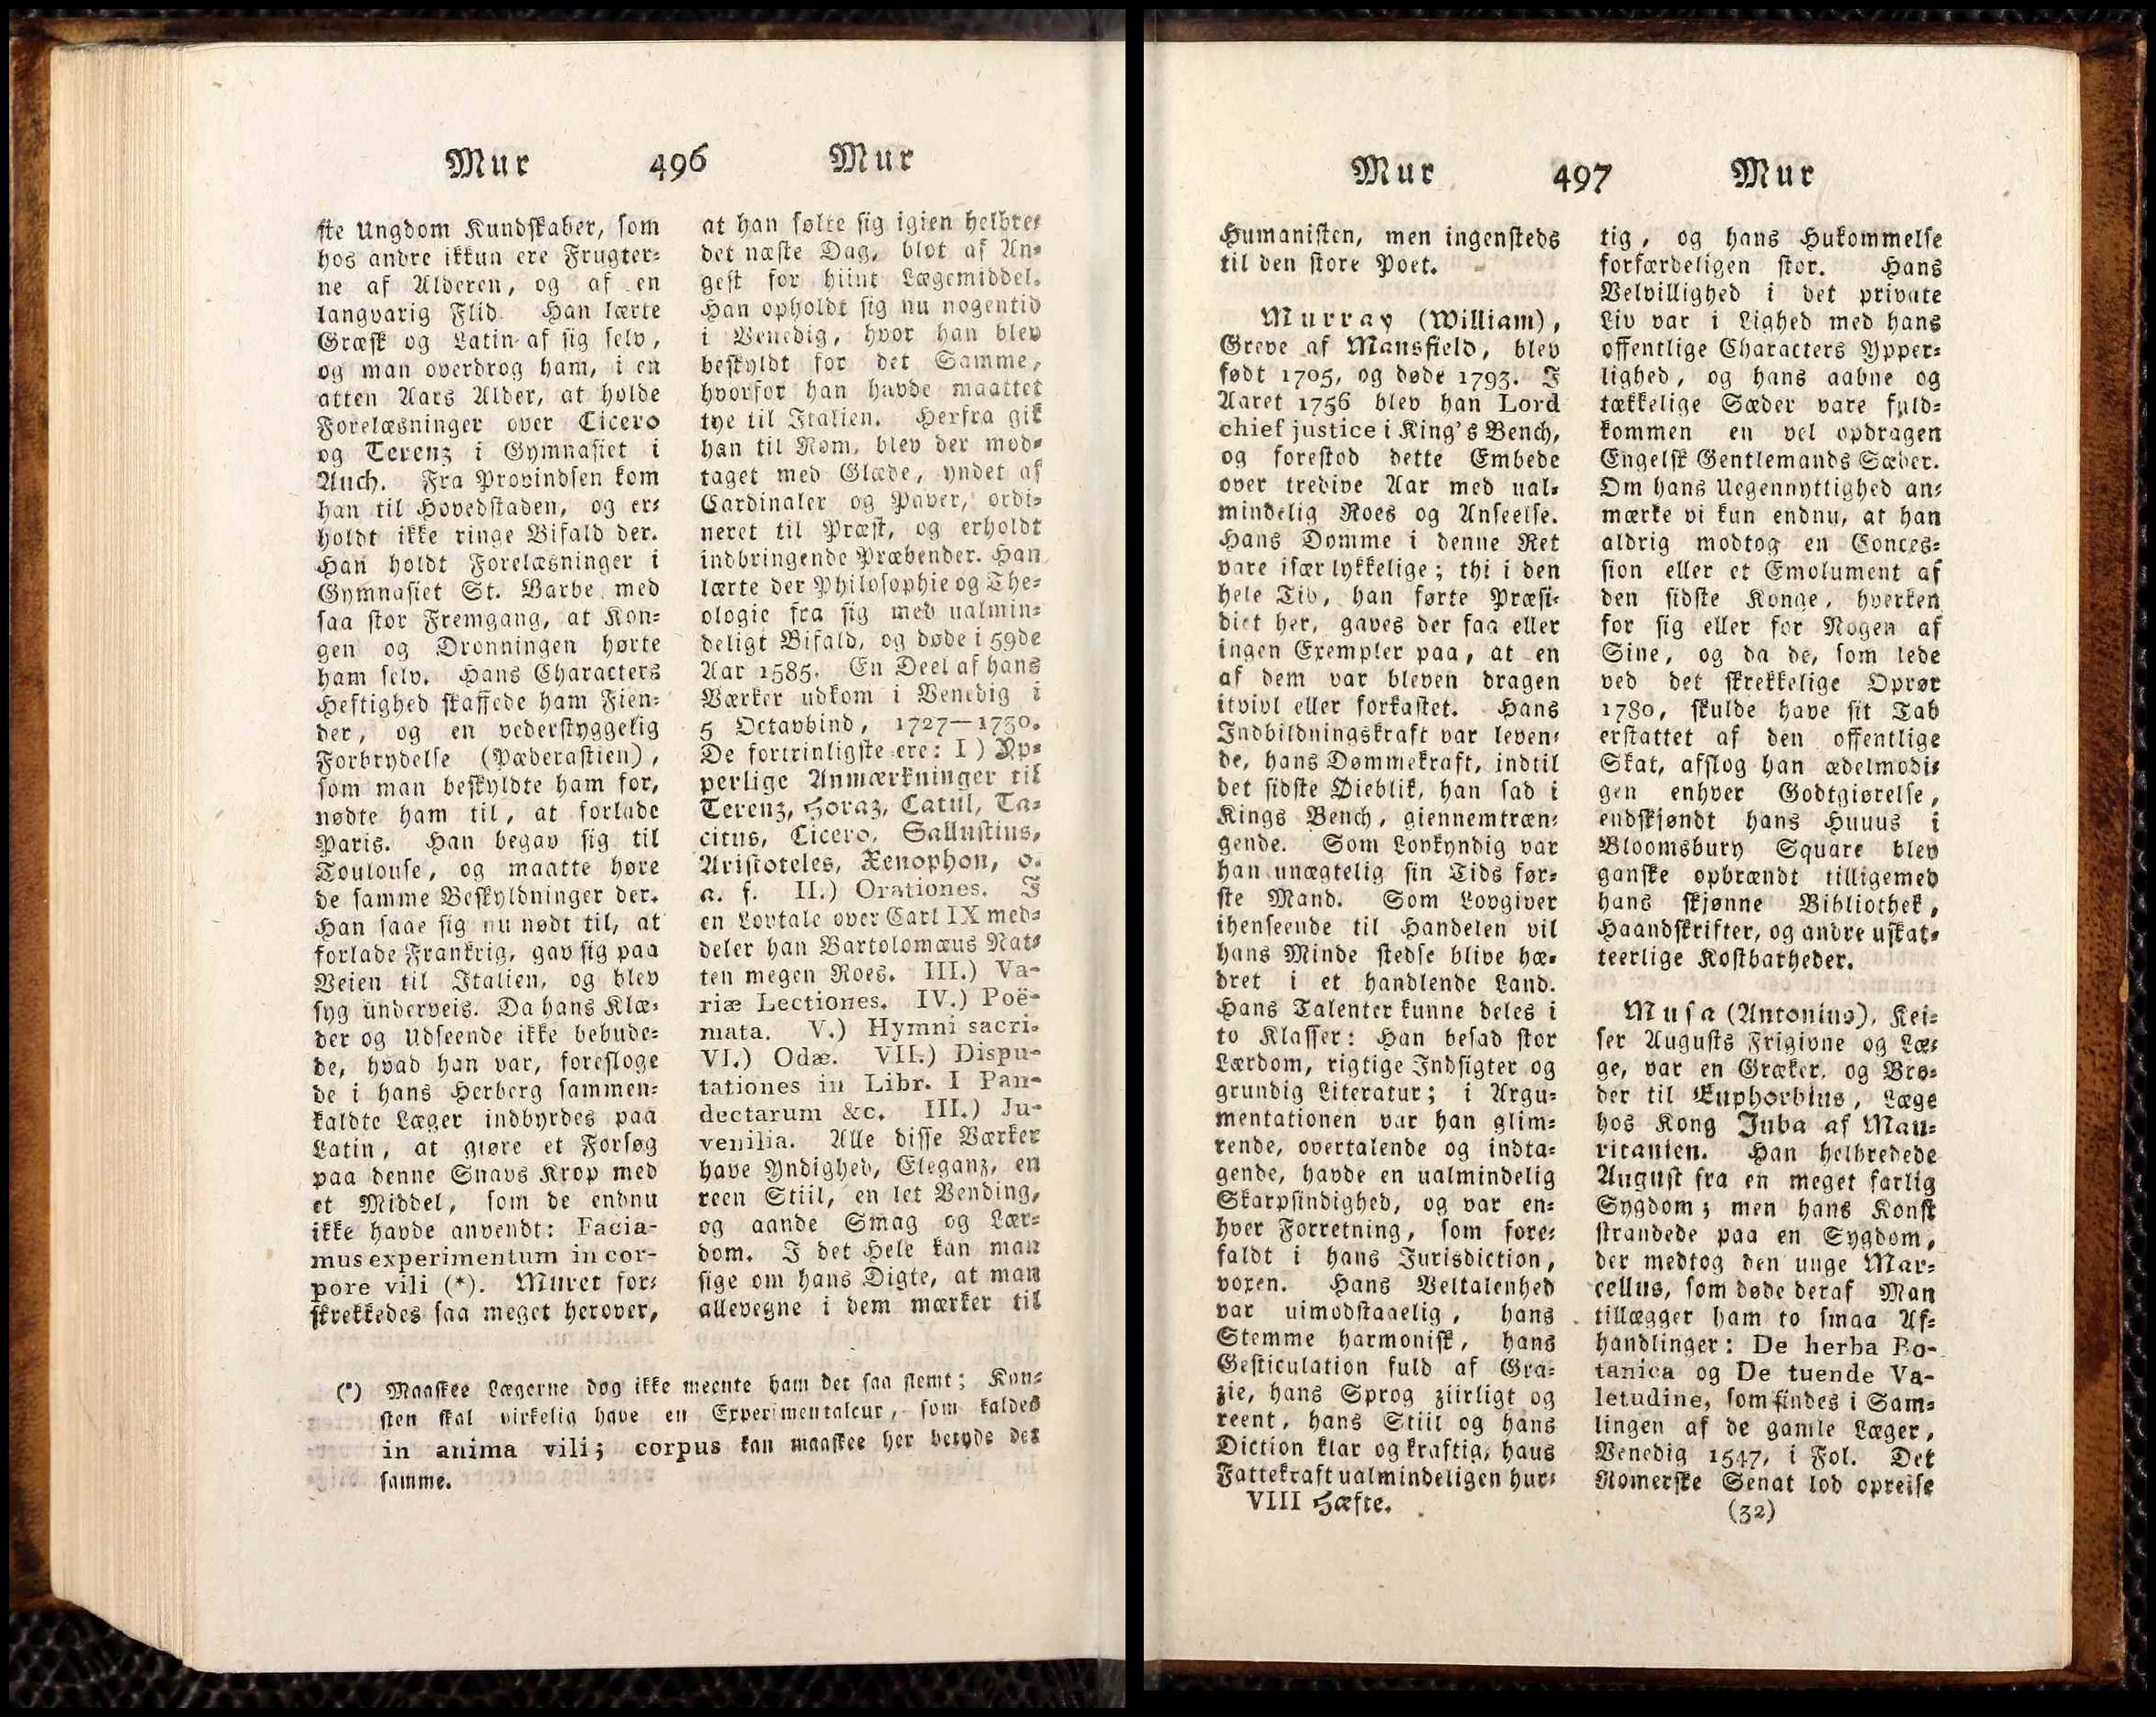 Mur 496 Mur
ste Ungdom Kundskaber, som
hos andre ikkun ere Frugter-
ne af Alderen, og af en
langvarig Flid. Han lærte
Græsk og Latin af sig selv,
og man overdrog ham, i en
atten Aars Alder, at holde
Forelæsninger over Cicero
og Terenz i Gymnasiet i
Auch. Fra Provindsen kom
han til Hovedstaden, og er-
holdt ikke ringe Bifald der.
Han holdt Forelæsninger i
Gymnasiet St. Barbe med
saa stor Fremgang, at Kon-
gen og Dronningen hørte
ham selv. Hans Characters
Heftighed skaffede ham Fien-
der, og en vederstyggelig
Forbrydelse (Pæderastien),
som man beskyldte ham for,
nødte ham til, at forlade
Paris. Han begav sig til
Toulouse, og maatte høre
de samme Beskyldninger der.
Han saae sig nu nødt til, at
forlade Frankrig, gav sig paa
Veien til Italien, og blev
syg underveis. Da hans Klæ-
der og Udseende ikke bebude-
de, hvad han var, foresloge
de i hans Herberg sammen-
kaldte Læger indbyrdes paa
Latin, at giøre et Forsøg
paa denne Snavs Krop med
et Middel, som de endnu
ikke havde anvendt: Facia-
mus experimentum in cor-
pore vili (*). Muret for-
skrekkedes saa meget herover,
at han følte sig igien helbre-
det næste Dag, blot af An-
gest for hiint Lægemiddel.
Han opholdt sig nu nogentid
i Venedig, hvor han blev
beskyldt for det Samme,
hvorfor han havde maattet
tye til Italien. Herfra gik
han til Rom, blev der mod-
taget med Glæde, yndet af
Cardinaler og Paver, ordi-
neret til Præst, og erholdt
indbringende Præbender. Han
lærte der Philosophie og The-
ologie fra sig med ualmin-
deligt Bifald, og døde i 59de
Aar 1585. En Deel af hans
Værker udkom i Venedig i
5 Octavbind, 1727—1730.
De fortrinligste ere: I) Yp-
perlige Anmærkninger til
Terenz, Horaz, Catul, Ta-
citus, Cicero, Sallustius,
Aristoteles, Xenophon, o.
a. s. II.) Orationes. I
en Lovtale over Carl IX med-
deler han Bartolomæus Nat-
ten megen Roes. III.) Va-
riæ Lectiones. IV.) Poë-
mata. V.) Hymni sacri.
VI.) Odæ. VII.) Dispu-
tationes in Libr. I Pan-
dectarum &c. III.) Ju-
venilia. Alle disse Værker
have Yndighed, Eleganz, en
reen Stiil, en let Vending,
og aande Smag og Lær-
dom. I det Hele kan man
sige om hans Digte, at man
allevegne i dem mærker til
(*) Maaskee Lægerne dog ikke meente ham det saa slemt; Kon-
sten skal virkelig have en Experimentalcur, som kaldes
in anima vili; corpus kan maaskee her betyde det
samme.
Mur 497 Mur
Humanisten, men ingensteds
til den store Poet.
Murray (William),
Greve af Mansfield, blev
født 1705, og døde 1793. I
Aaret 1756 blev han Lord
chief justice i King's Bench,
og forestod dette Embede
over tredive Aar med ual-
mindelig Roes og Anseelse.
Hans Domme i denne Ret
vare især lykkelige; thi i den
hele Tid, han førte Præsi-
diet her, gaves der faa eller
ingen Exempler paa, at en
af dem var bleven dragen
itvivl eller forkastet. Hans
Indbildningskraft var leven-
de, hans Dømmekraft, indtil
det sidste Øieblik, han sad i
Kings Bench, giennemtræn-
gende. Som Lovkyndig var
han unægtelig sin Tids før-
ste Mand. Som Lovgiver
ihenseende til Handelen vil
hans Minde stedse blive hæ-
dret i et handlende Land.
Hans Talenter kunne deles i
to Klasser: Han besad stor
Lærdom, rigtige Indsigter og
grundig Literatur; i Argu-
mentationen var han glim-
rende, overtalende og indta-
gende, havde en ualmindelig
Skarpsindighed, og var en-
hver Forretning, som fore-
faldt i hans Jurisdiction,
voxen. Hans Veltalenhed
var uimodstaaelig, hans
Stemme harmonisk, hans
Gesticulation fuld af Gra-
zie, hans Sprog ziirligt og
reent, hans Stiil og hans
Diction klar og kraftig, hans
Fattekraft ualmindeligen hur-
VIII Hæfte.
tig, og hans Hukommelse
forfærdeligen stor. Hans
Velvillighed i det private
Liv var i Lighed med hans
offentlige Characters Ypper-
lighed, og hans aabne og
tækkelige Sæder vare fuld-
kommen en vel opdragen
Engelsk Gentlemands Sæder.
Om hans Uegennyttighed an-
mærke vi kun endnu, at han
aldrig modtog en Conces-
sion eller et Emolument af
den sidste Konge, hverken
for sig eller for Nogen af
Sine, og da de, som lede
ved det skrekkelige Oprør
1780, skulde have sit Tab
erstattet af den offentlige
Skat, afslog han ædelmodi-
gen enhver Godtgiørelse,
endskjøndt hans Huuus i
Bloomsbury Square blev
ganske opbrændt tilligemed
hans skjønne Bibliothek,
Haandskrifter, og andre uskat-
teerlige Kostbarheder.
Musa (Antonius), Kei-
ser Augusts Frigivne og Læ-
ge, var en Græker, og Bro-
der til Euphorbius, Læge
hos Kong Juba af Mau-
ritanien. Han helbredede
August fra en meget farlig
Sygdom; men hans Konst
strandede paa en Sygdom,
der medtog den unge Mar-
cellus, som døde deraf Man
tillægger ham to smaa Af-
handlinger: De herba Bo-
tanica og De tuende Va-
letudine, som findes i Sam-
lingen af de gamle Læger,
Venedig 1547, i Fol. Det
Romerske Senat lod opreise
(32)